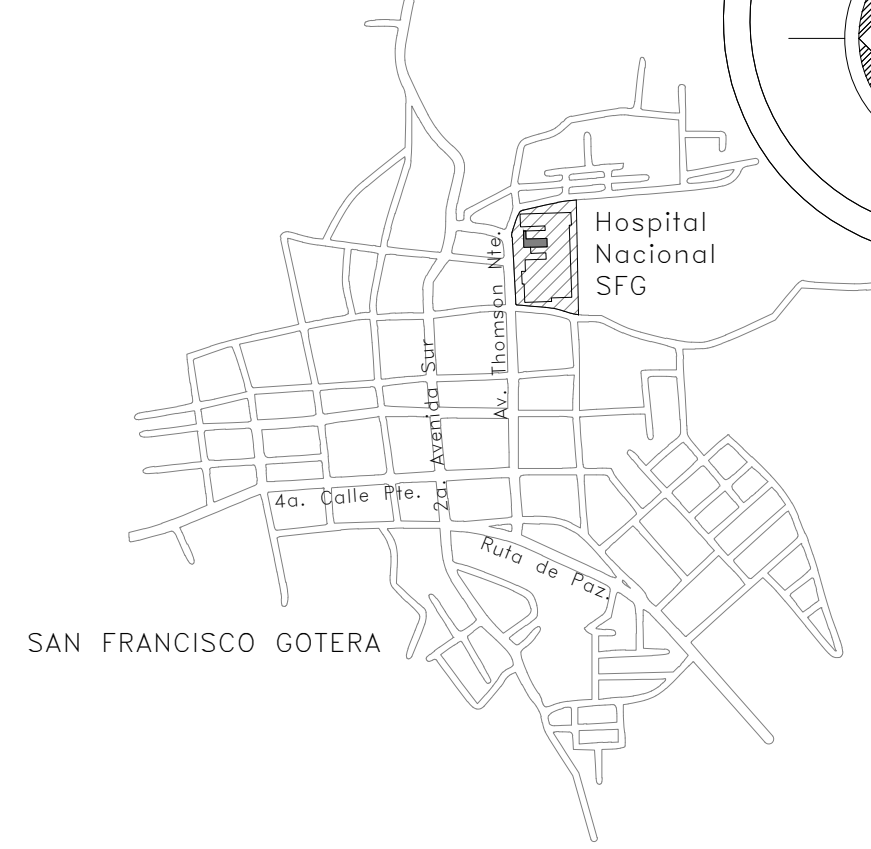 Hospital
Nacional
SFG
Av. Thomson Nte.
2a. Avenida Sur
4a. Calle Pte.
Ruta de Paz.
SAN FRANCISCO GOTERA